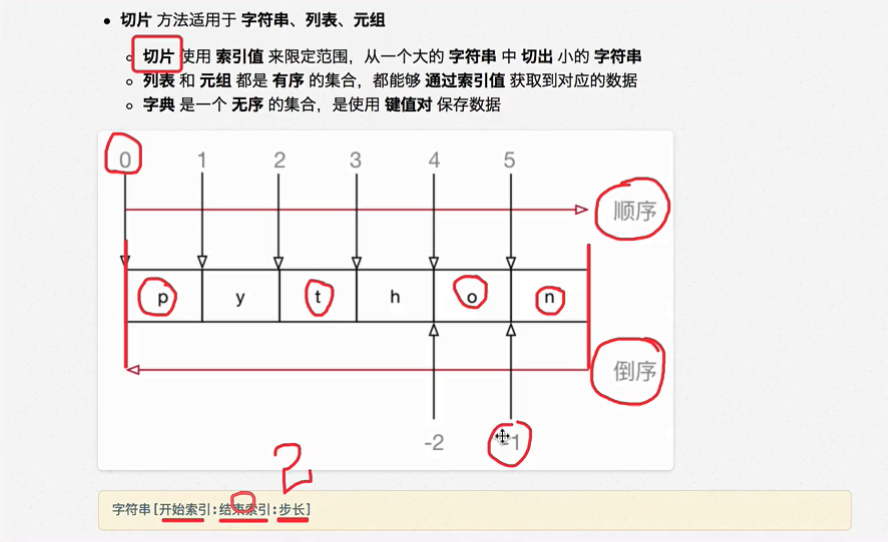 切片 方法适用于 字符串、列表、元组
切片 使用 索引值 来限定范围，从一个大的 字符串 中 切出 小的 字符串
列表 和 元组 都是 有序 的集合，都能够 通过索引值 获取到对应的数据
字典 是一个 无序 的集合，是使用 键值对 保存数据
0 1 2 3 4 5
顺序
p y t h o n
倒序
-2 -1
2
字符串[开始索引:结束索引:步长]